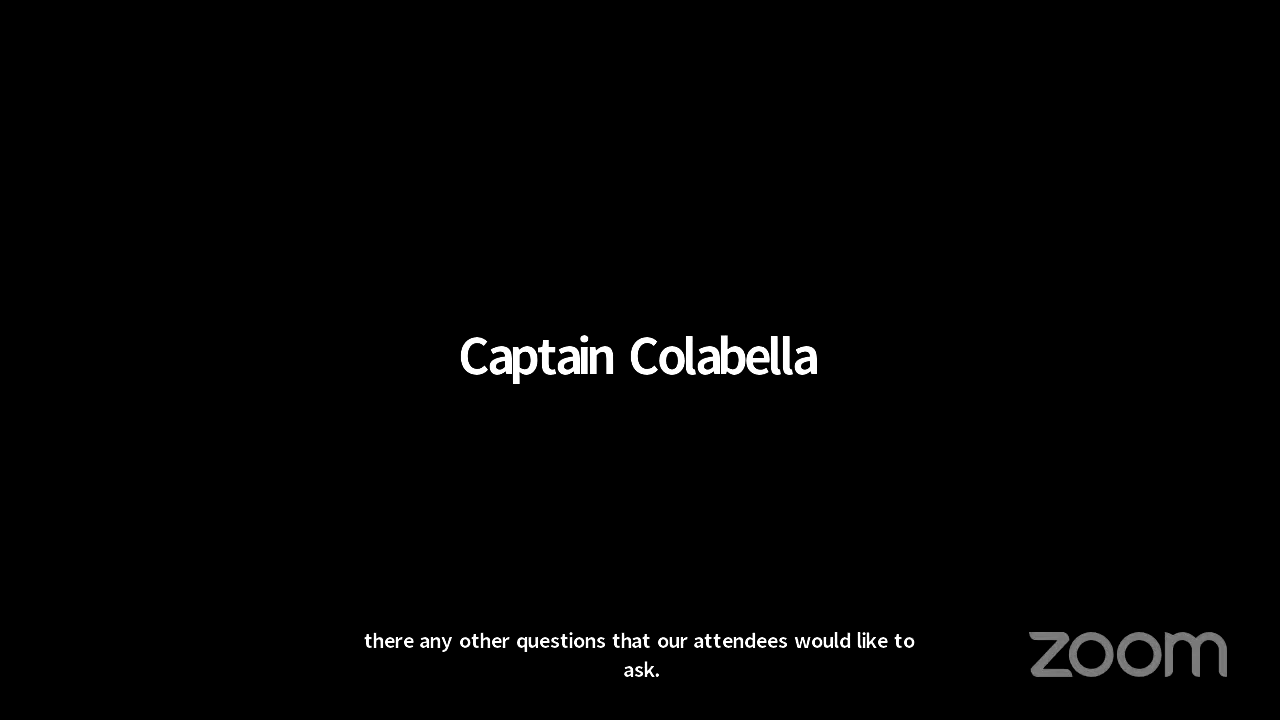 Captain Colabella
there any other questions that our attendees would like to
ask.
zoom